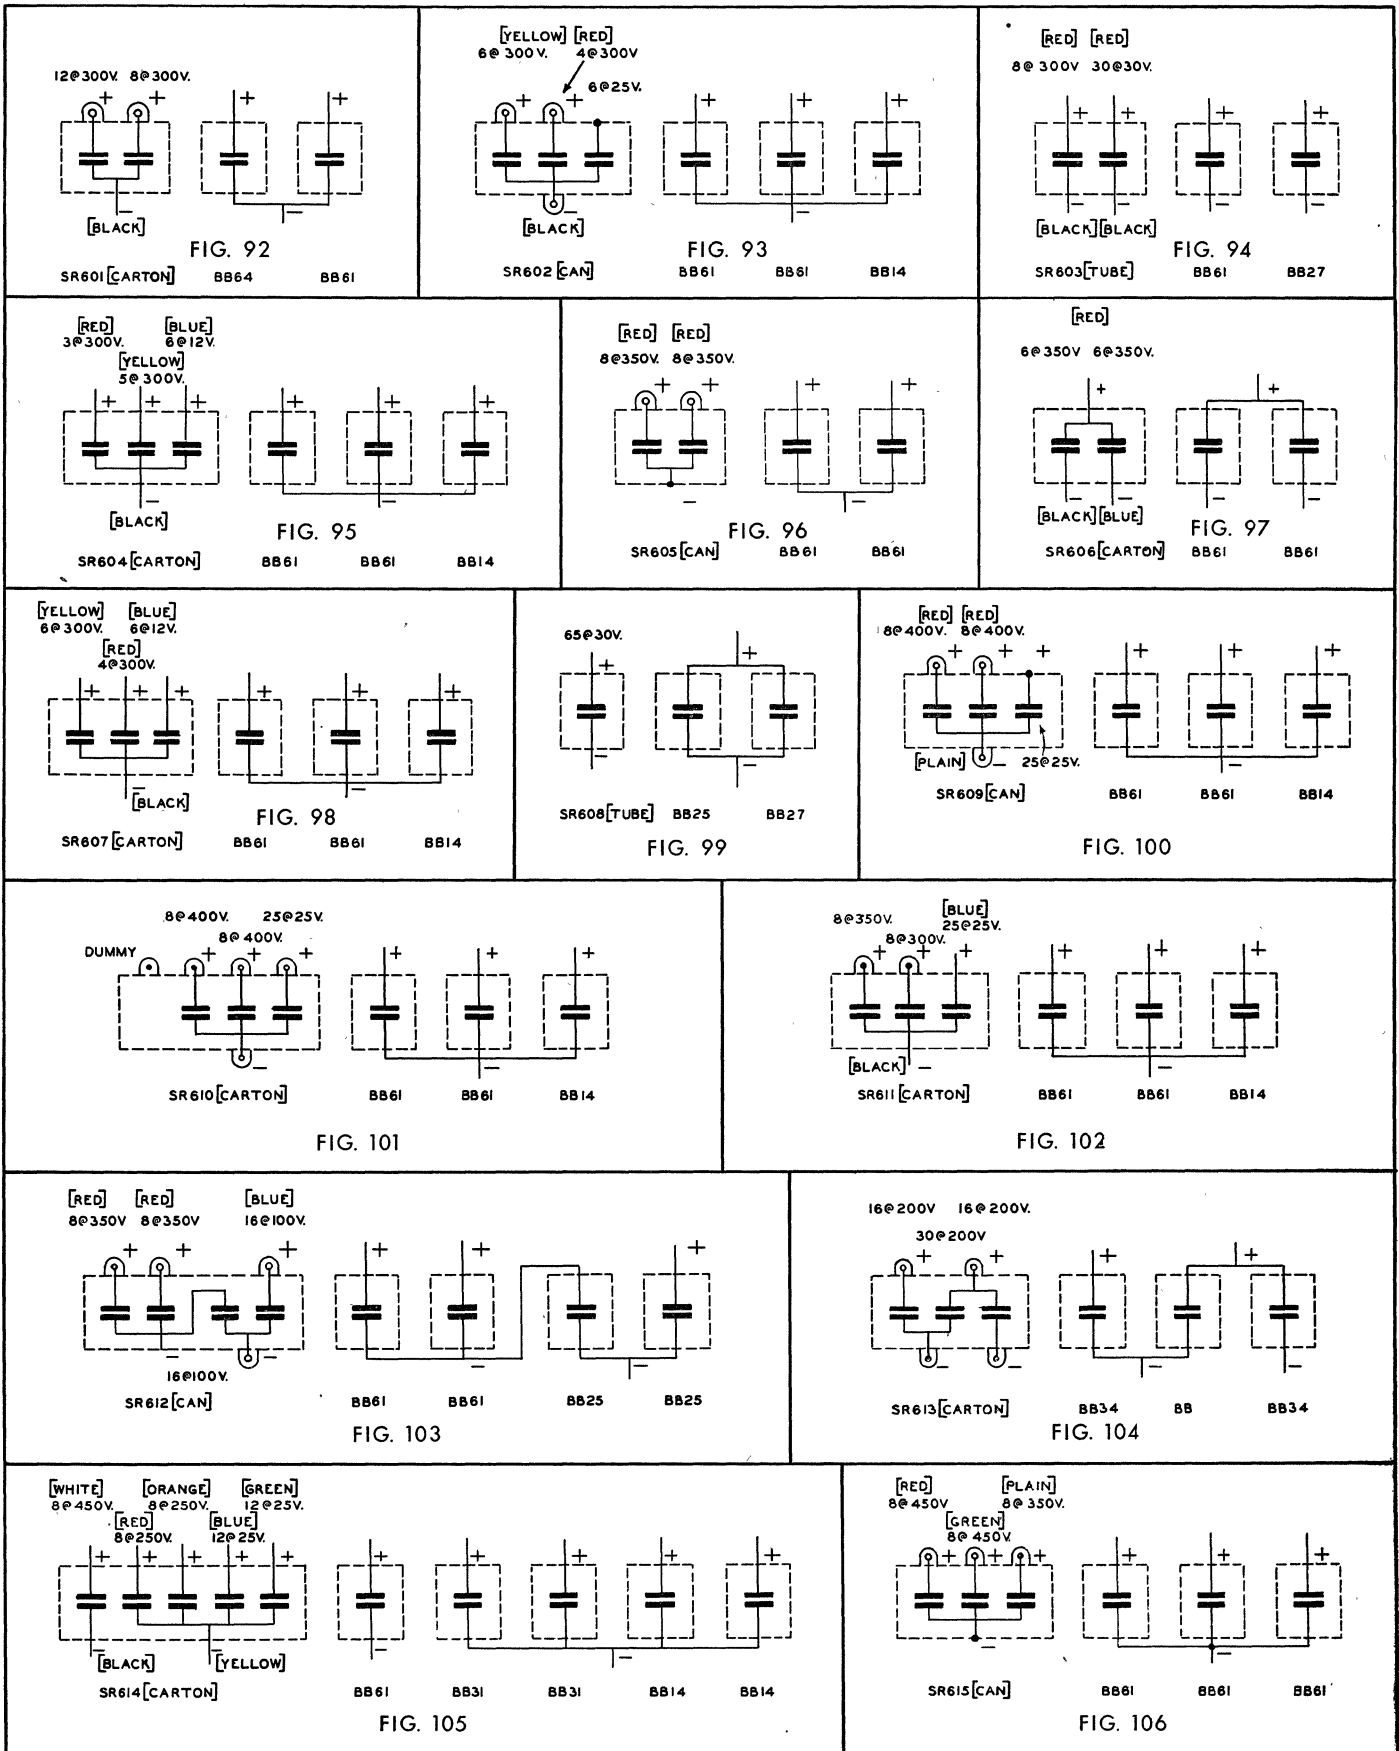 12@300V. 8@300V.
+ + + +
−
−
[BLACK]
FIG. 92
SR601[CARTON] BB64 BB61
[YELLOW] [RED]
6@300V. 4@300V
6@25V.
+ + + + +
−
−
[BLACK]
FIG. 93
SR602[CAN] BB61 BB61 BB14
[RED] [RED]
8@300V 30@30V.
+ + + +
− − − −
[BLACK][BLACK]
FIG. 94
SR603[TUBE] BB61 BB27
[RED] [BLUE]
3@300V. 6@12V.
[YELLOW]
5@300V.
+ + + + + +
− −
[BLACK]
FIG. 95
SR604[CARTON] BB61 BB61 BB14
[RED] [RED]
8@350V. 8@350V.
+ + + +
− −
FIG. 96
SR605[CAN] BB61 BB61
[RED]
6@350V 6@350V.
+ +
− − − −
[BLACK][BLUE]
FIG. 97
SR606[CARTON] BB61 BB61
[YELLOW] [BLUE]
6@300V. 6@12V.
[RED]
4@300V.
+ + + + + +
− −
[BLACK]
FIG. 98
SR607[CARTON] BB61 BB61 BB14
65@30V.
+ +
− −
SR608[TUBE] BB25 BB27
FIG. 99
[RED] [RED]
8@400V. 8@400V.
+ + + + + +
[PLAIN] − 25@25V. −
SR609[CAN] BB61 BB61 BB14
FIG. 100
8@400V. 25@25V.
8@400V.
DUMMY + + + + + +
− −
SR610[CARTON] BB61 BB61 BB14
FIG. 101
8@350V. [BLUE]
25@25V.
8@300V.
+ + + + + +
[BLACK] − −
SR611[CARTON] BB61 BB61 BB14
FIG. 102
[RED] [RED] [BLUE]
8@350V 8@350V 16@100V.
+ + + + + +
− − −
16@100V.
SR612[CAN] BB61 BB61 BB25 BB25
FIG. 103
16@200V 16@200V.
30@200V
+ + + +
− − − −
SR613[CARTON] BB34 BB BB34
FIG. 104
[WHITE] [ORANGE] [GREEN]
8@450V. 8@250V. 12@25V.
[RED] [BLUE]
8@250V. 12@25V.
+ + + + + + + + + +
− − − −
[BLACK] [YELLOW]
SR614[CARTON] BB61 BB31 BB31 BB14 BB14
FIG. 105
[RED] [PLAIN]
8@450V 8@350V.
[GREEN]
8@450V.
+ + + + + +
− −
SR615[CAN] BB61 BB61 BB61
FIG. 106